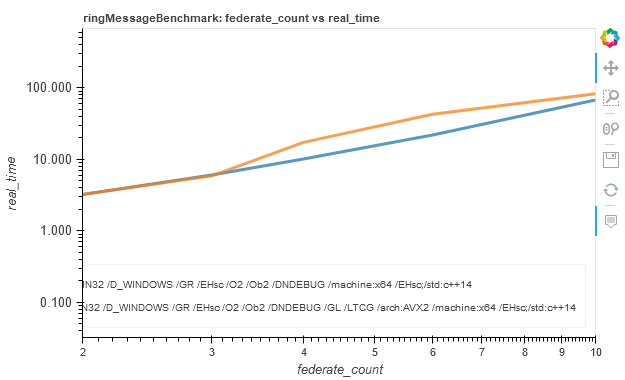 ringMessageBenchmark: federate_count vs real_time
100.000
10.000
1.000
0.100
real_time
IN32 /D_WINDOWS /GR /EHsc /O2 /Ob2 /DNDEBUG /machine:x64 /EHsc;/std:c++14
N32 /D_WINDOWS /GR /EHsc /O2 /Ob2 /DNDEBUG /GL /LTCG /arch:AVX2 /machine:x64 /EHsc;/std:c++14
2 3 4 5 6 7 8 9 10
federate_count